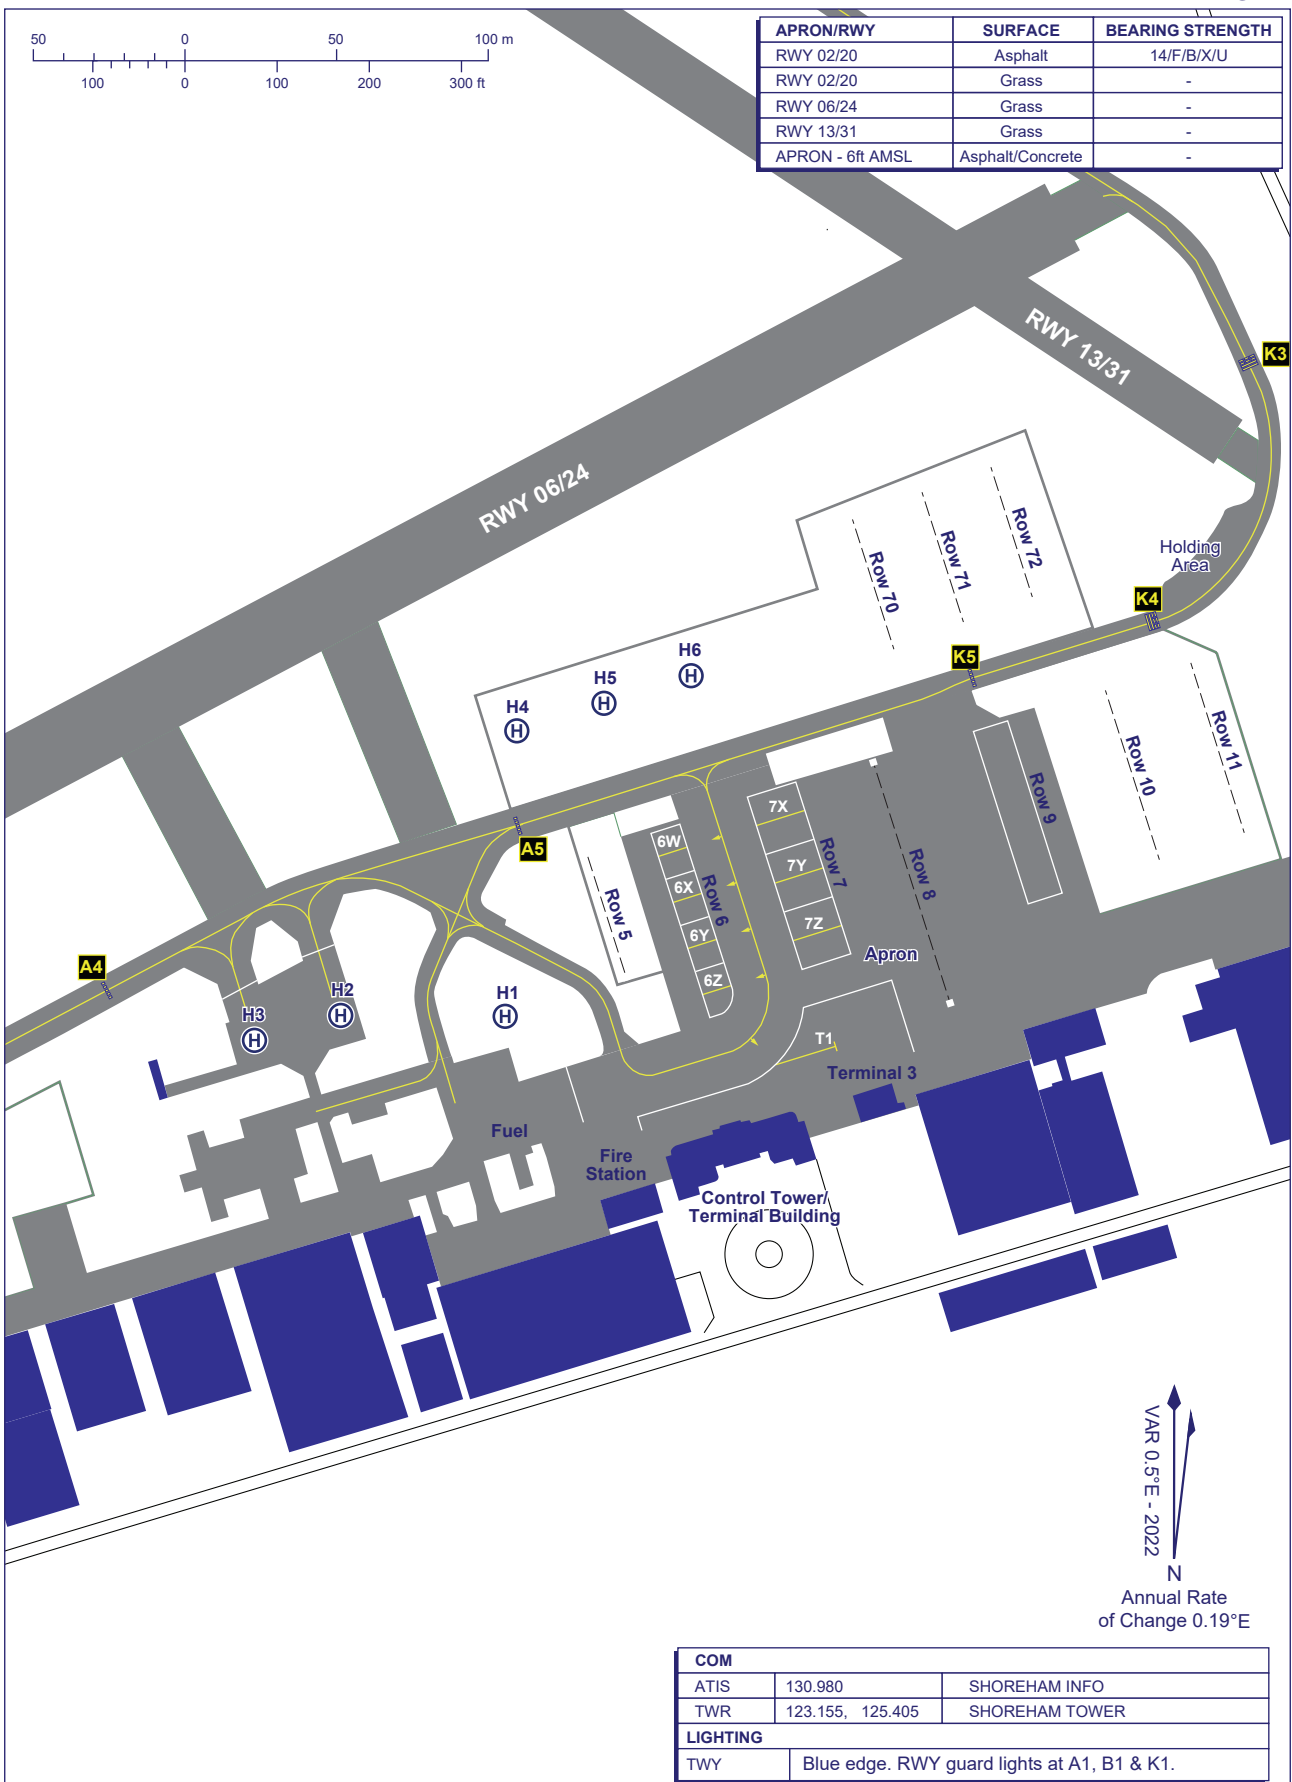 50 0 50 100 m
100 0 100 200 300 ft
APRON/RWY SURFACE BEARING STRENGTH
RWY 02/20 Asphalt 14/F/B/X/U
RWY 02/20 Grass -
RWY 06/24 Grass -
RWY 13/31 Grass -
APRON - 6ft AMSL Asphalt/Concrete -
RWY 13/31
K3
RWY 06/24
Row 70
Row 71
Row 72
Holding
Area
K4
K5
H6
H
H5
H
H4
H
Row 11
Row 10
Row 9
Row 8
7X
7Y
7Z
Row 7
6W
6X
6Y
6Z
Row 6
Row 5
A5
Apron
A4
H3
H
H2
H
H1
H
T1
Terminal 3
Fuel
Fire
Station
Control Tower/
Terminal Building
VAR 0.5°E - 2022
N
Annual Rate
of Change 0.19°E
COM
ATIS 130.980 SHOREHAM INFO
TWR 123.155, 125.405 SHOREHAM TOWER
LIGHTING
TWY Blue edge. RWY guard lights at A1, B1 & K1.